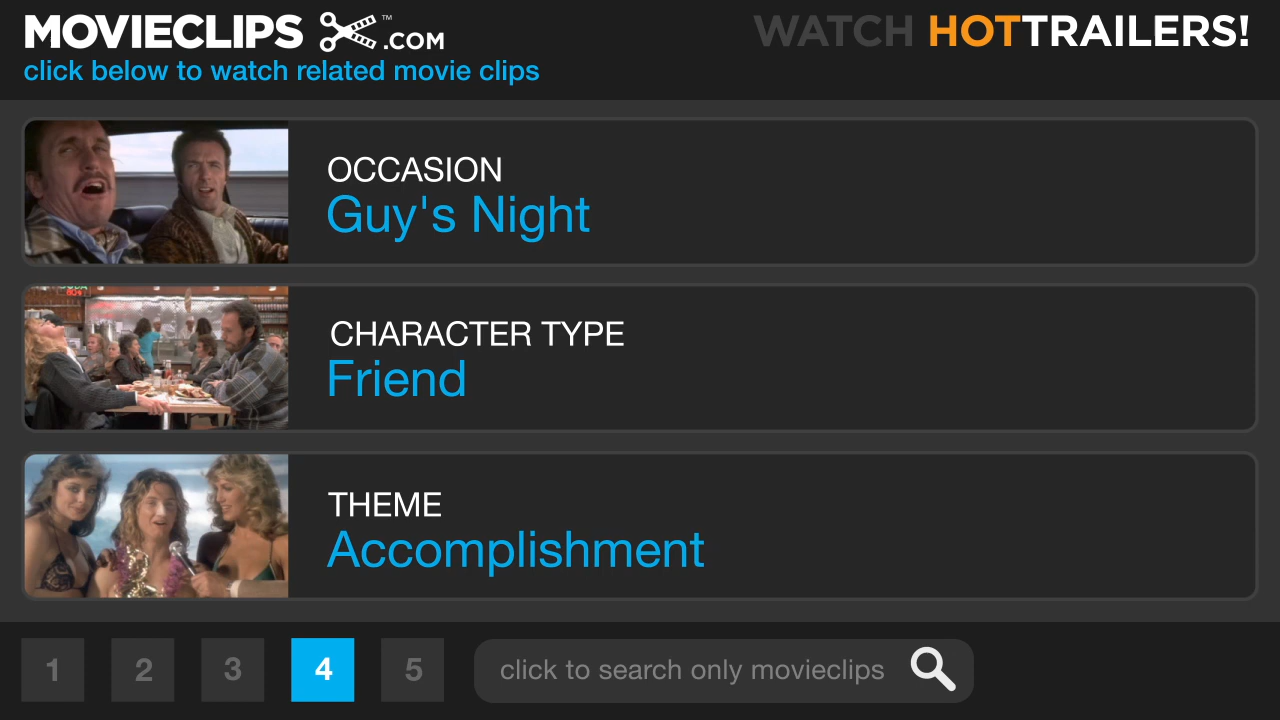 MOVIECLIPS ™ .COM
WATCH HOTTRAILERS!
click below to watch related movie clips
OCCASION
Guy's Night
CHARACTER TYPE
Friend
THEME
Accomplishment
1 2 3 4 5 click to search only movieclips